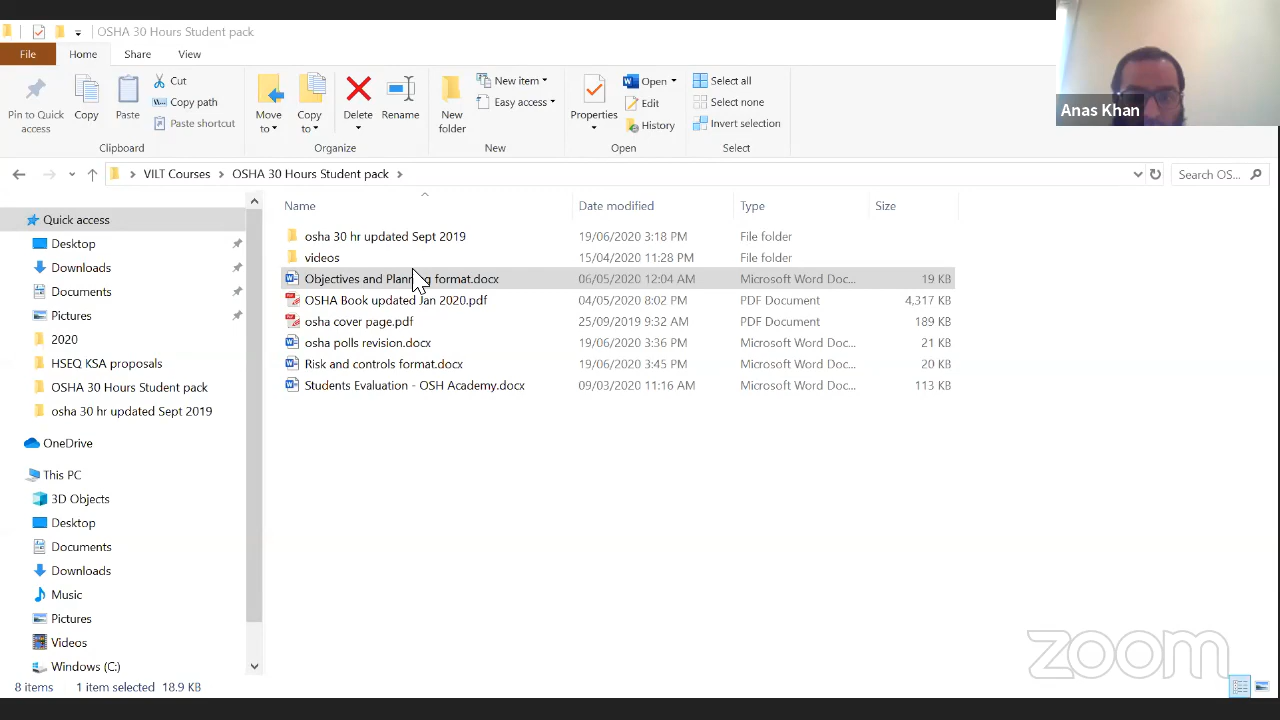 OSHA 30 Hours Student pack
File Home Share View
Pin to Quick access
Copy
Paste
Cut
Copy path
Paste shortcut
Clipboard
Move to
Copy to
Delete
Rename
Organize
New folder
New item
Easy access
New
Properties
Open
Edit
History
Open
Select all
Select none
Invert selection
Select
Anas Khan
VILT Courses > OSHA 30 Hours Student pack >
Search OS...
Name Date modified Type Size
osha 30 hr updated Sept 2019 19/06/2020 3:18 PM File folder
videos 15/04/2020 11:28 PM File folder
Objectives and Planning format.docx 06/05/2020 12:04 AM Microsoft Word Doc... 19 KB
OSHA Book updated Jan 2020.pdf 04/05/2020 8:02 PM PDF Document 4,317 KB
osha cover page.pdf 25/09/2019 9:32 AM PDF Document 189 KB
osha polls revision.docx 19/06/2020 3:36 PM Microsoft Word Doc... 21 KB
Risk and controls format.docx 19/06/2020 3:45 PM Microsoft Word Doc... 20 KB
Students Evaluation - OSH Academy.docx 09/03/2020 11:16 AM Microsoft Word Doc... 113 KB
Quick access
Desktop
Downloads
Documents
Pictures
2020
HSEQ KSA proposals
OSHA 30 Hours Student pack
osha 30 hr updated Sept 2019
OneDrive
This PC
3D Objects
Desktop
Documents
Downloads
Music
Pictures
Videos
Windows (C:)
8 items 1 item selected 18.9 KB
zoom